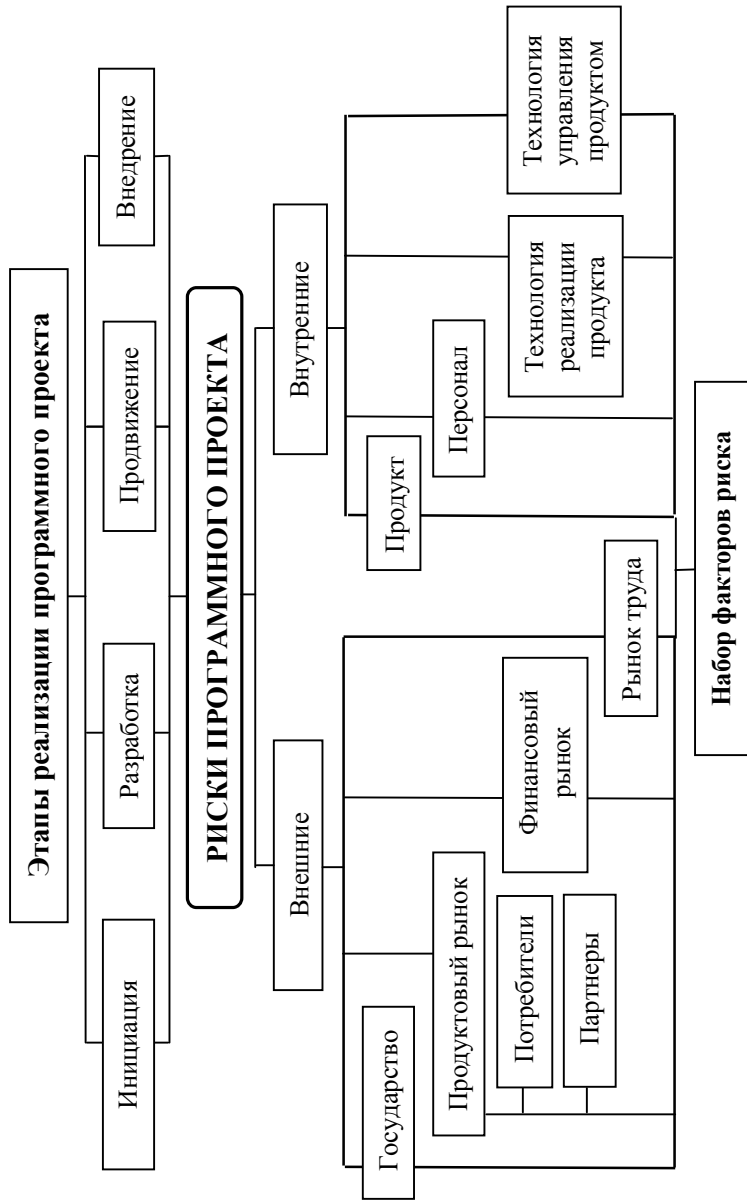 Этапы реализации программного проекта
Инициация
Разработка
Продвижение
Внедрение
РИСКИ ПРОГРАММНОГО ПРОЕКТА
Внешние
Внутренние
Государство
Продуктовый рынок
Потребители
Партнеры
Финансовый
рынок
Рынок труда
Продукт
Персонал
Технология
реализации
продукта
Технология
управления
продуктом
Набор факторов риска